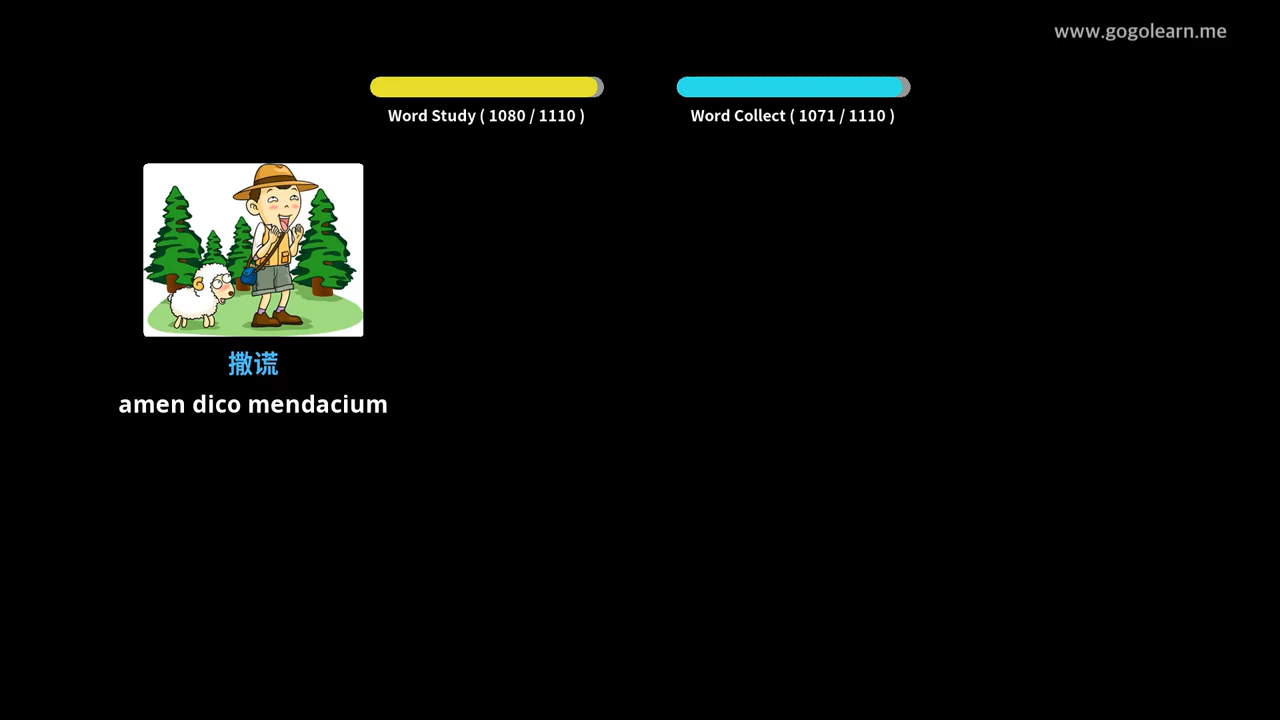 www.gogolearn.me
Word Study ( 1080 / 1110 )
Word Collect ( 1071 / 1110 )
撒谎
amen dico mendacium